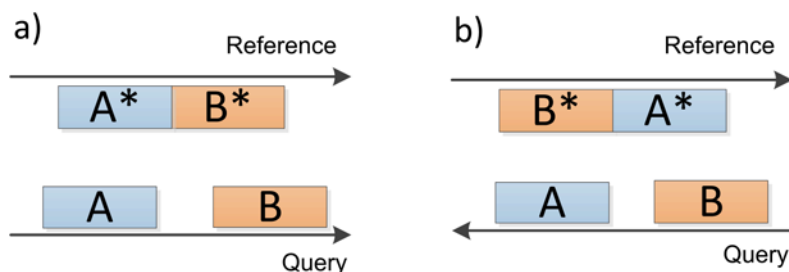 a)
Reference
A* B*
A B
Query
b)
Reference
B* A*
A B
Query